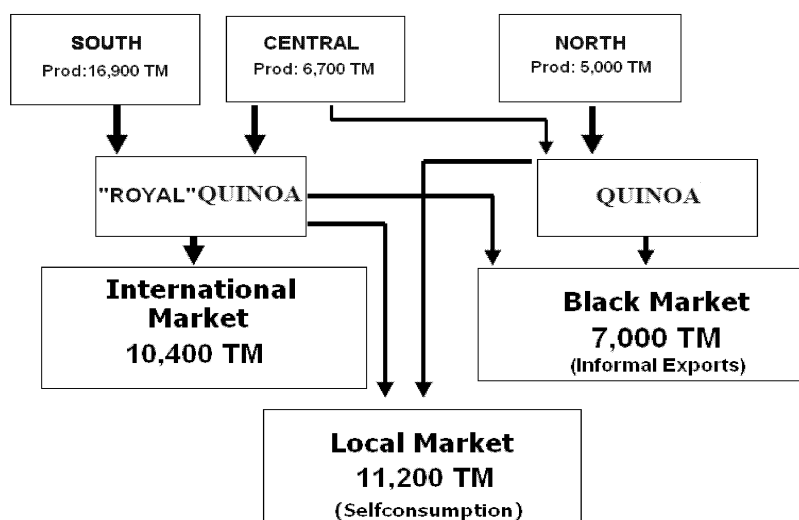 SOUTH
Prod:16,900 TM
CENTRAL
Prod: 6,700 TM
NORTH
Prod: 5,000 TM
"ROYAL" QUINOA
QUINOA
International
Market
10,400 TM
Black Market
7,000 TM
(Informal Exports)
Local Market
11,200 TM
(Selfconsumption)